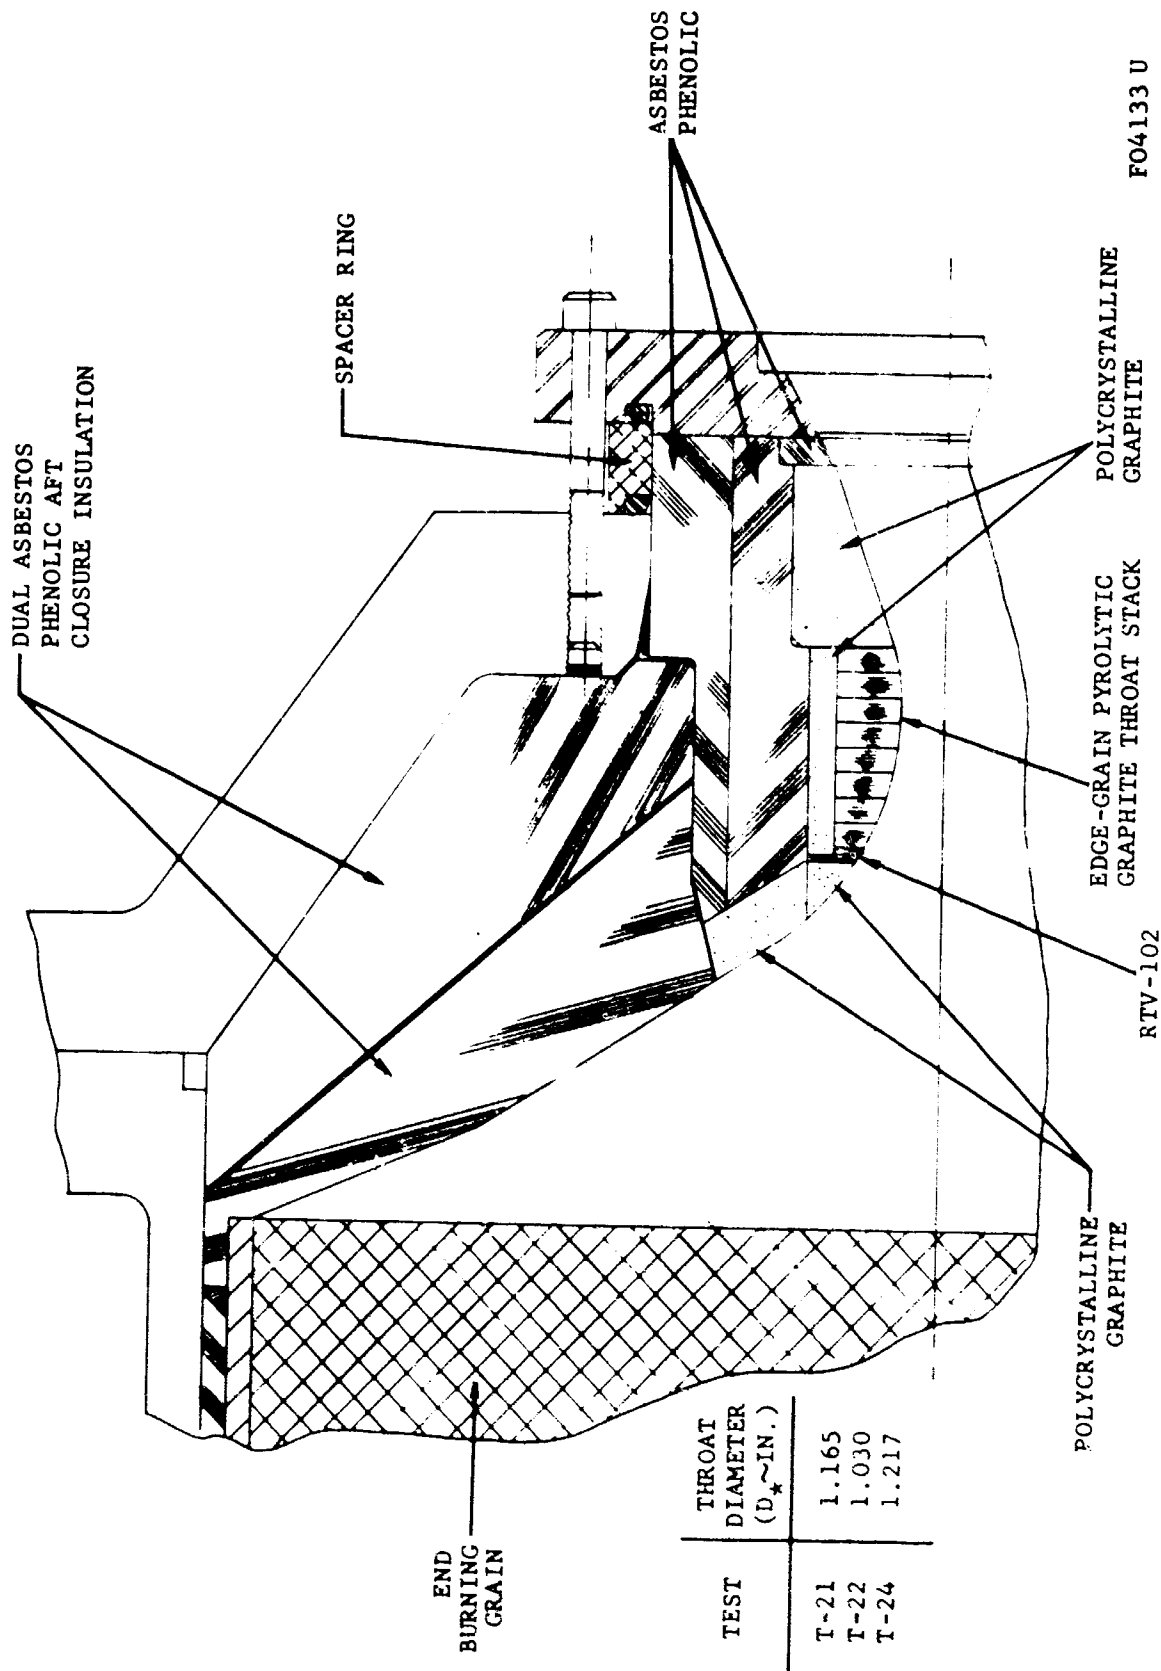 DUAL ASBESTOS
PHENOLIC AFT
CLOSURE INSULATION
SPACER RING
ASBESTOS
PHENOLIC
END
BURNING
GRAIN
POLYCRYSTALLINE
GRAPHITE
RTV-102
EDGE-GRAIN PYROLYTIC
GRAPHITE THROAT STACK
POLYCRYSTALLINE
GRAPHITE
TEST THROAT
DIAMETER
(D*~IN.)
T-21 1.165
T-22 1.030
T-24 1.217
F04133 U